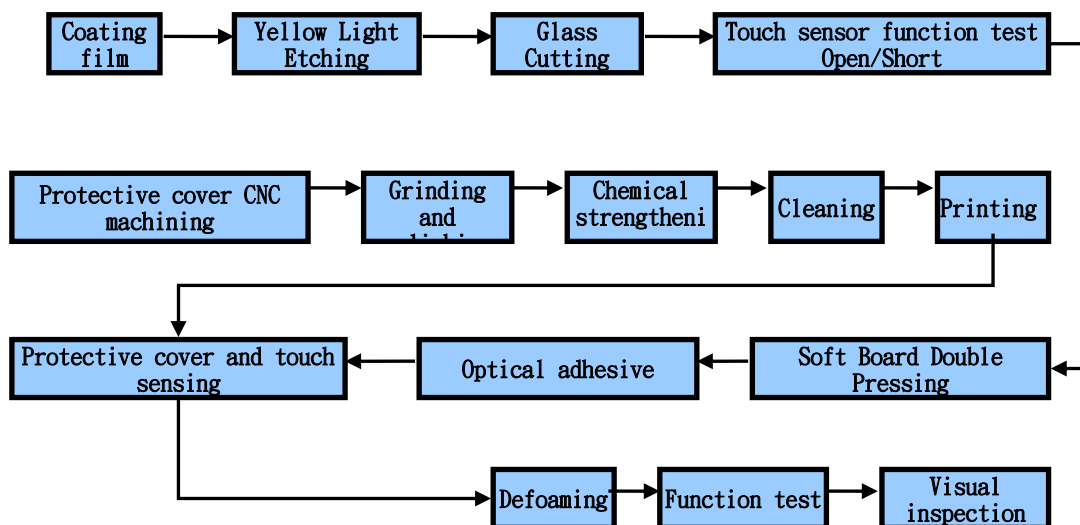 Coating
film
Yellow Light
Etching
Glass
Cutting
Touch sensor function test
Open/Short
Protective cover CNC
machining
Grinding
and
Chemical
strengtheni
Cleaning
Printing
Protective cover and touch
sensing
Optical adhesive
Soft Board Double
Pressing
Defoaming
Function test
Visual
inspection